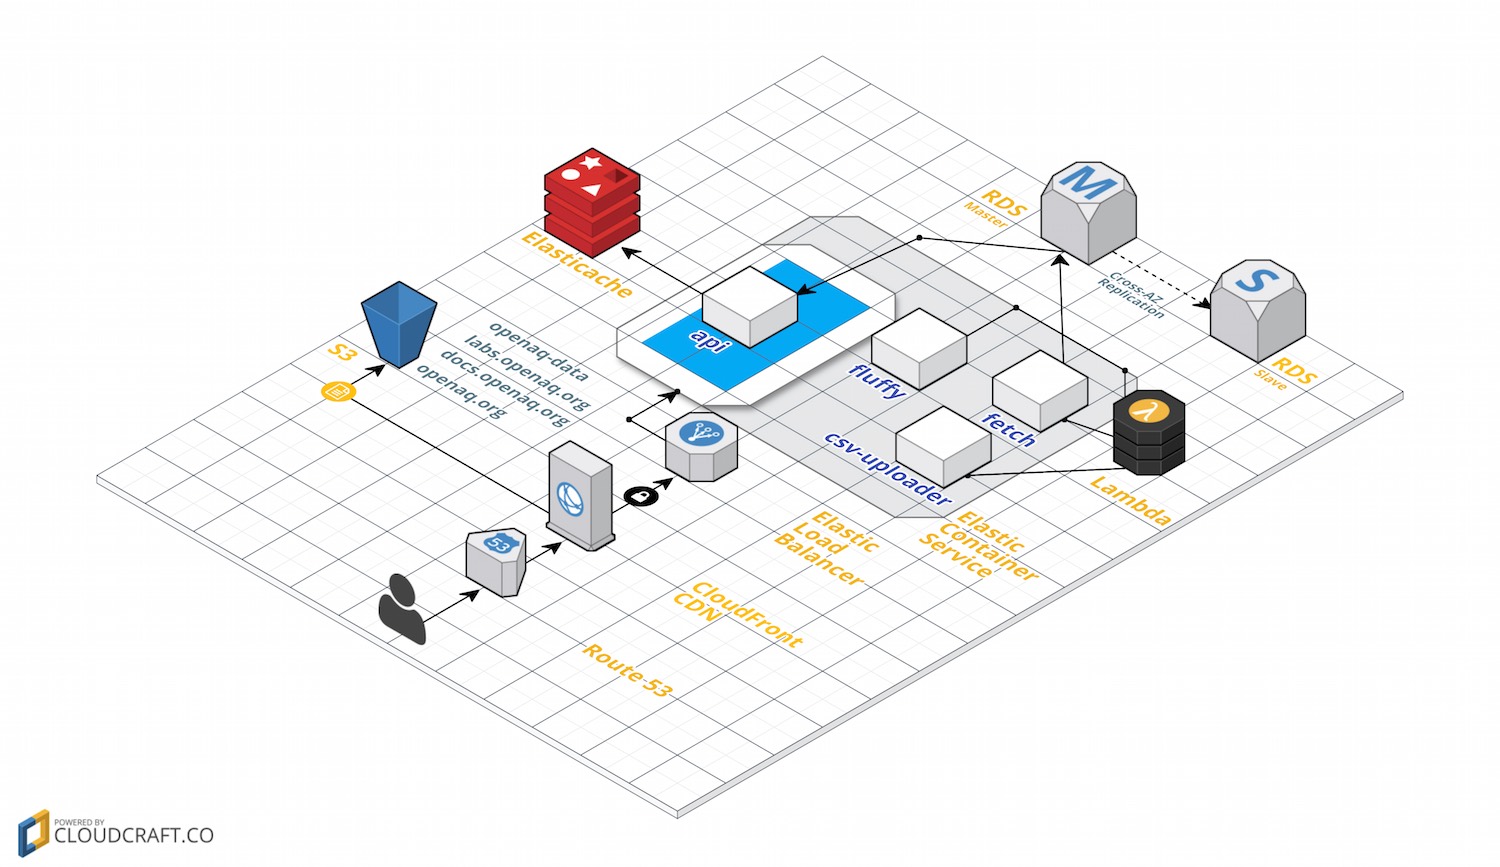 RDS
Master
M
Elasticache
Cross-AZ
Replication
S
RDS
Slave
api
S3
openaq-data
labs.openaq.org
docs.openaq.org
openaq.org
fluffy
fetch
csv-uploader
λ
Lambda
Elastic
Load
Balancer
Elastic
Container
Service
53
CloudFront
CDN
Route 53
POWERED BY
CLOUDCRAFT.CO